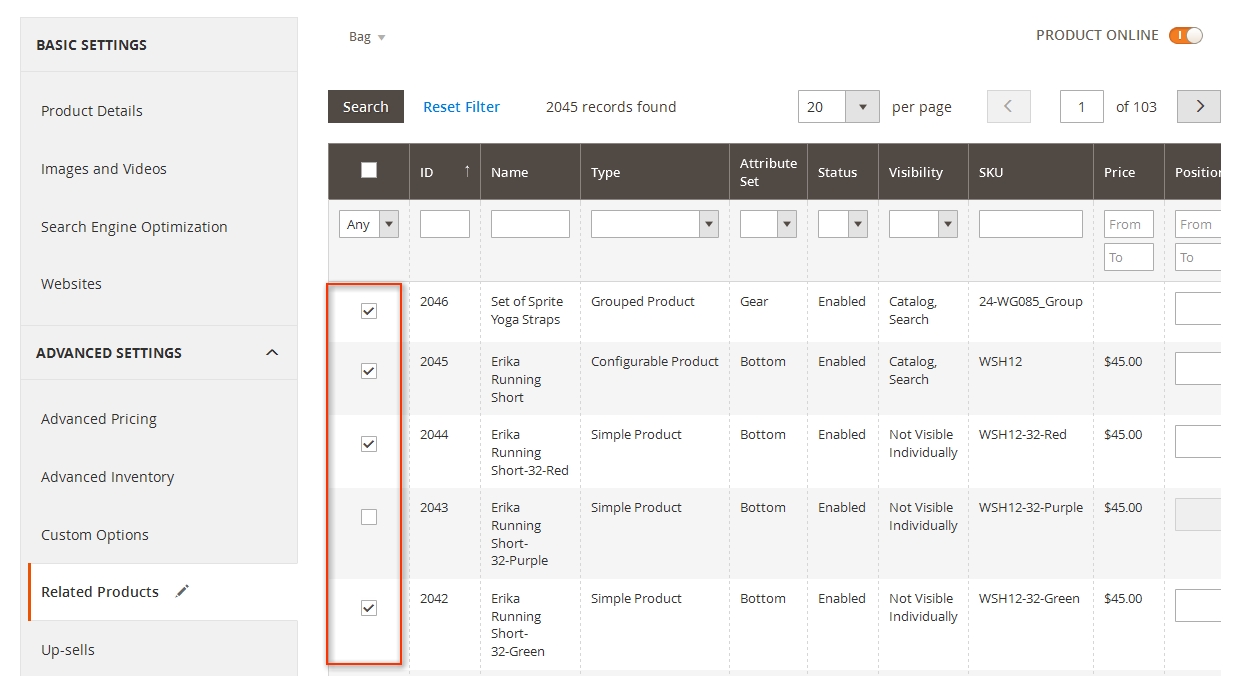 BASIC SETTINGS
Product Details
Images and Videos
Search Engine Optimization
Websites
ADVANCED SETTINGS
Advanced Pricing
Advanced Inventory
Custom Options
Related Products
Up-sells
Bag
PRODUCT ONLINE
Search Reset Filter 2045 records found 20 per page 1 of 103
ID ↑ Name Type Attribute Set Status Visibility SKU Price Position
Any From From
To To
2046 Set of Sprite Grouped Product Gear Enabled Catalog, 24-WG085_Group
Yoga Straps Search
2045 Erika Configurable Product Bottom Enabled Catalog, WSH12 $45.00
Running Search
Short
2044 Erika Simple Product Bottom Enabled Not Visible WSH12-32-Red $45.00
Running Individually
Short-32-Red
2043 Erika Simple Product Bottom Enabled Not Visible WSH12-32-Purple $45.00
Running Individually
Short-
32-Purple
2042 Erika Simple Product Bottom Enabled Not Visible WSH12-32-Green $45.00
Running Individually
Short-
32-Green